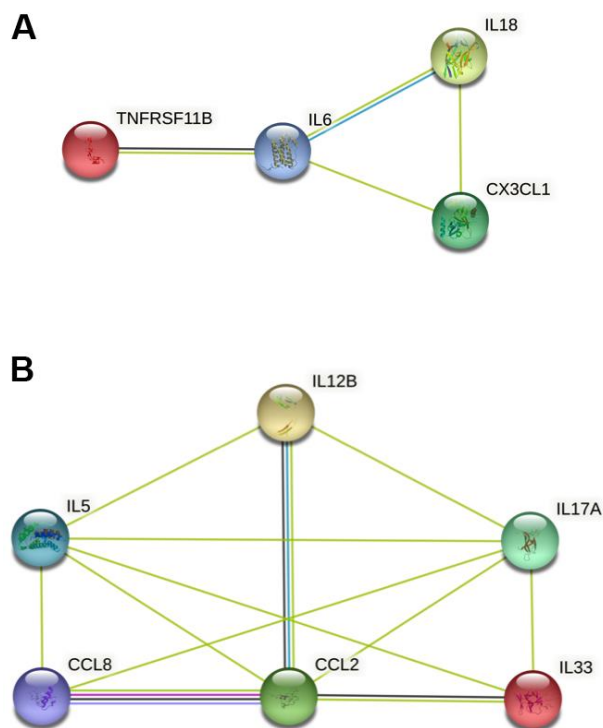 A
IL18
TNFRSF11B
IL6
CX3CL1
B
IL12B
IL5
IL17A
CCL8
CCL2
IL33